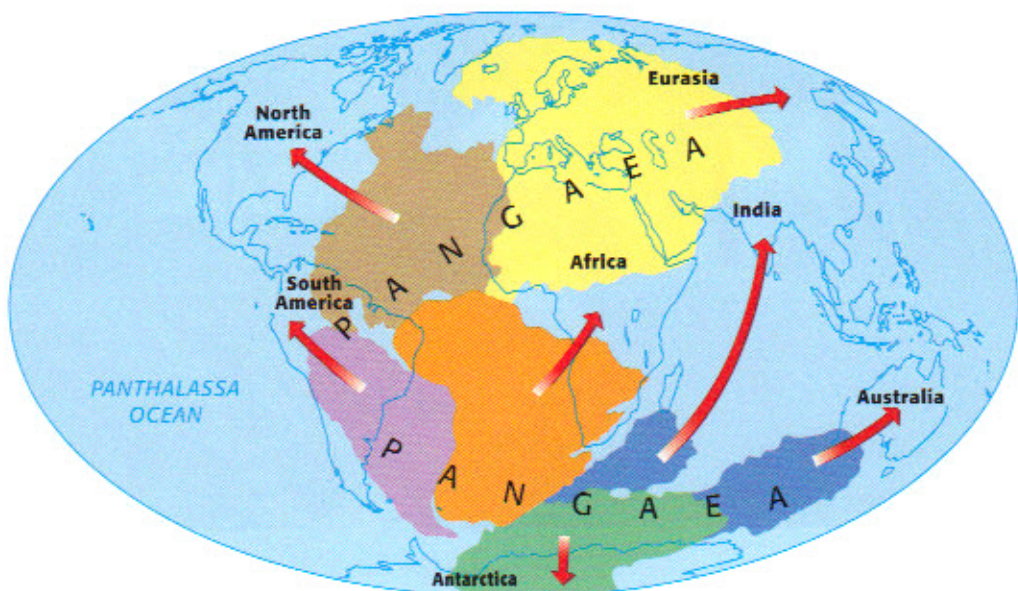 Eurasia
North
America
PANGAEA
India
Africa
South
America
PANTHALASSA
OCEAN
Australia
PANGAEA
Antarctica